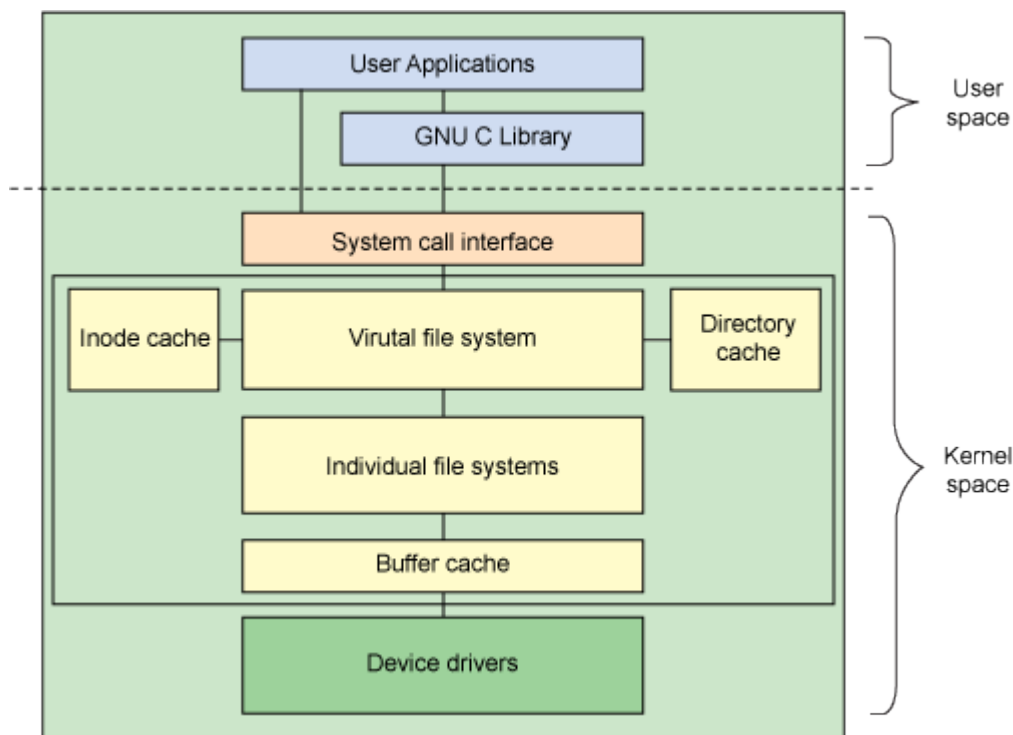 User Applications
User
space
GNU C Library
System call interface
Inode cache
Virutal file system
Directory
cache
Individual file systems
Kernel
space
Buffer cache
Device drivers